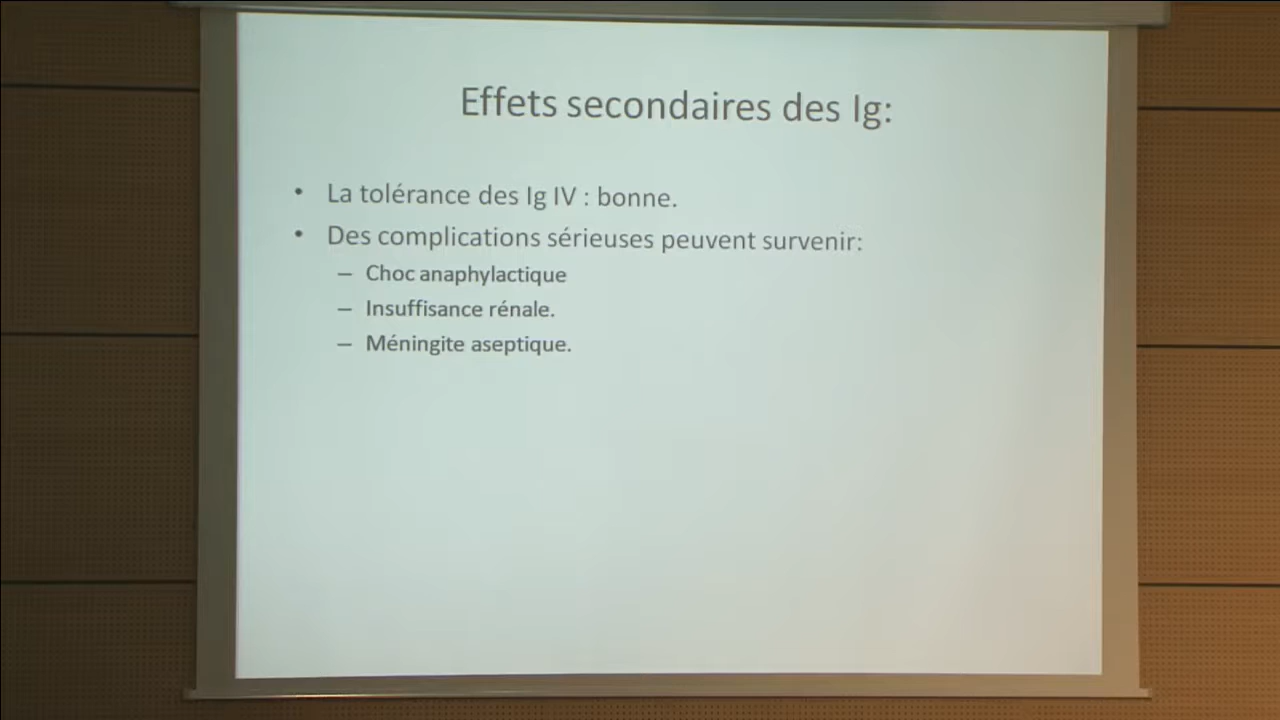 Effets secondaires des Ig:
• La tolérance des Ig IV : bonne.
• Des complications sérieuses peuvent survenir:
– Choc anaphylactique
– Insuffisance rénale.
– Méningite aseptique.